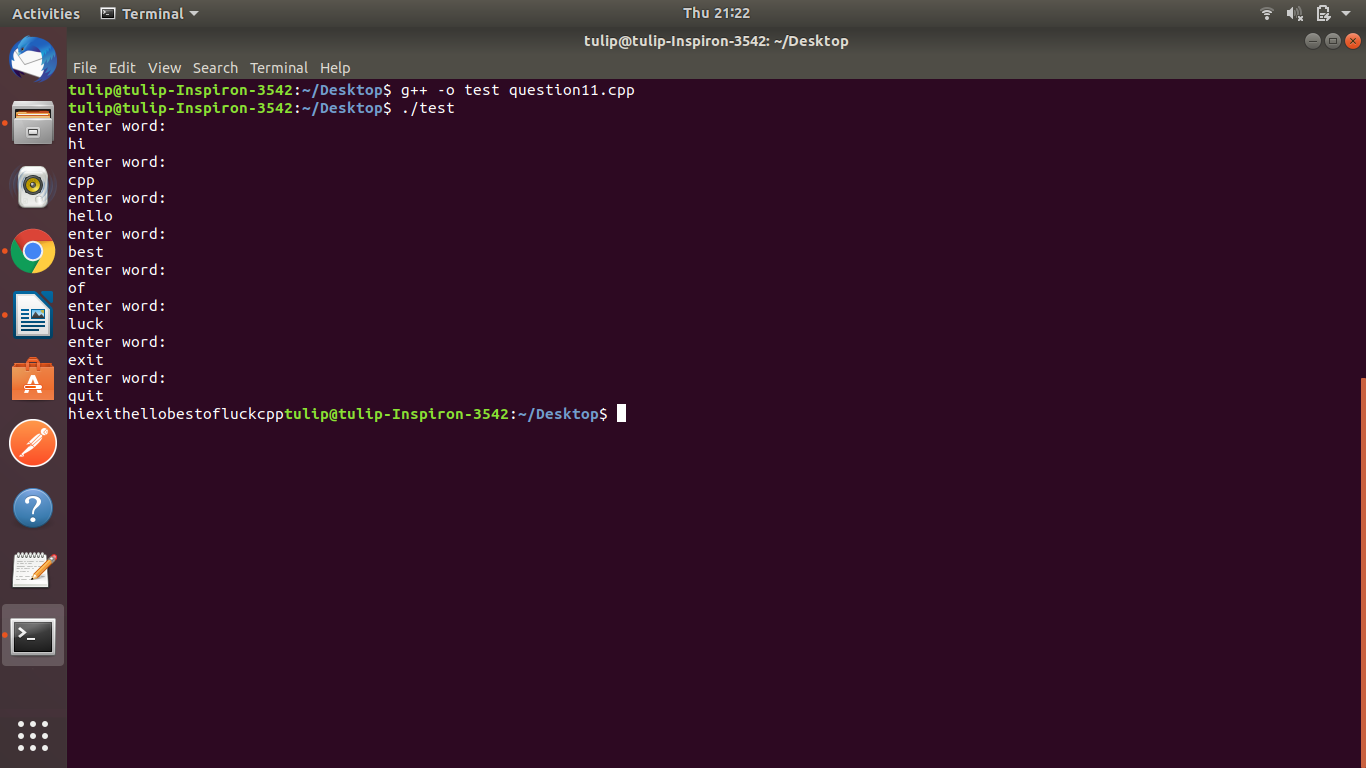 Activities Terminal Thu 21:22
tulip@tulip-Inspiron-3542: ~/Desktop
File Edit View Search Terminal Help
tulip@tulip-Inspiron-3542:~/Desktop$ g++ -o test question11.cpp
tulip@tulip-Inspiron-3542:~/Desktop$ ./test
enter word:
hi
enter word:
cpp
enter word:
hello
enter word:
best
enter word:
of
enter word:
luck
enter word:
exit
enter word:
quit
hiexithellobestofluckcpptulip@tulip-Inspiron-3542:~/Desktop$